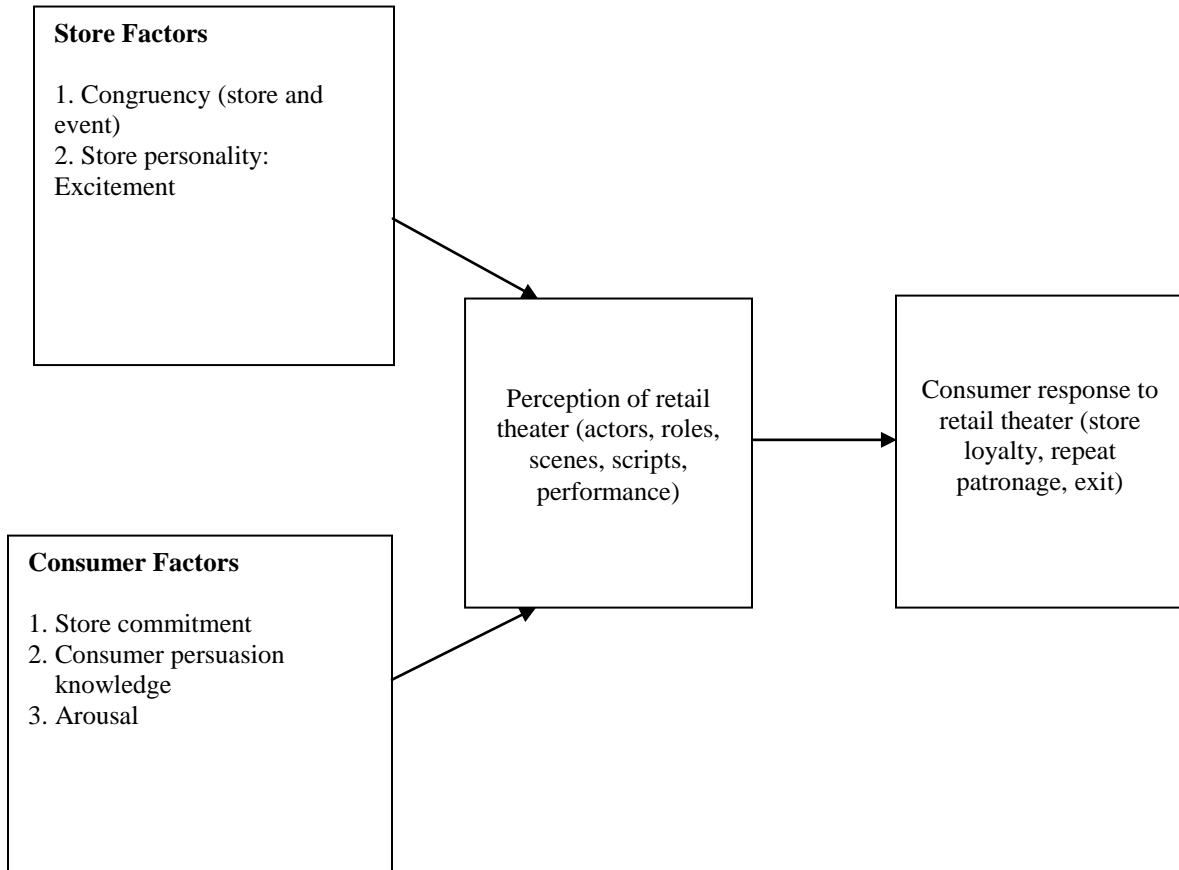 Store Factors
1. Congruency (store and
event)
2. Store personality:
Excitement
Consumer Factors
1. Store commitment
2. Consumer persuasion
knowledge
3. Arousal
Perception of retail
theater (actors, roles,
scenes, scripts,
performance)
Consumer response to
retail theater (store
loyalty, repeat
patronage, exit)